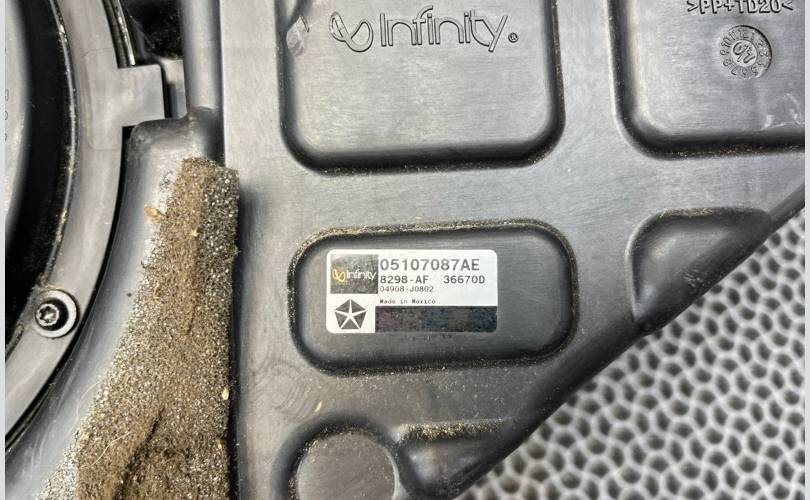 Infinity®
>PP+TD20<
Infinity 05107087AE
8298-AF 36670D
04908-J0802
Made in Mexico